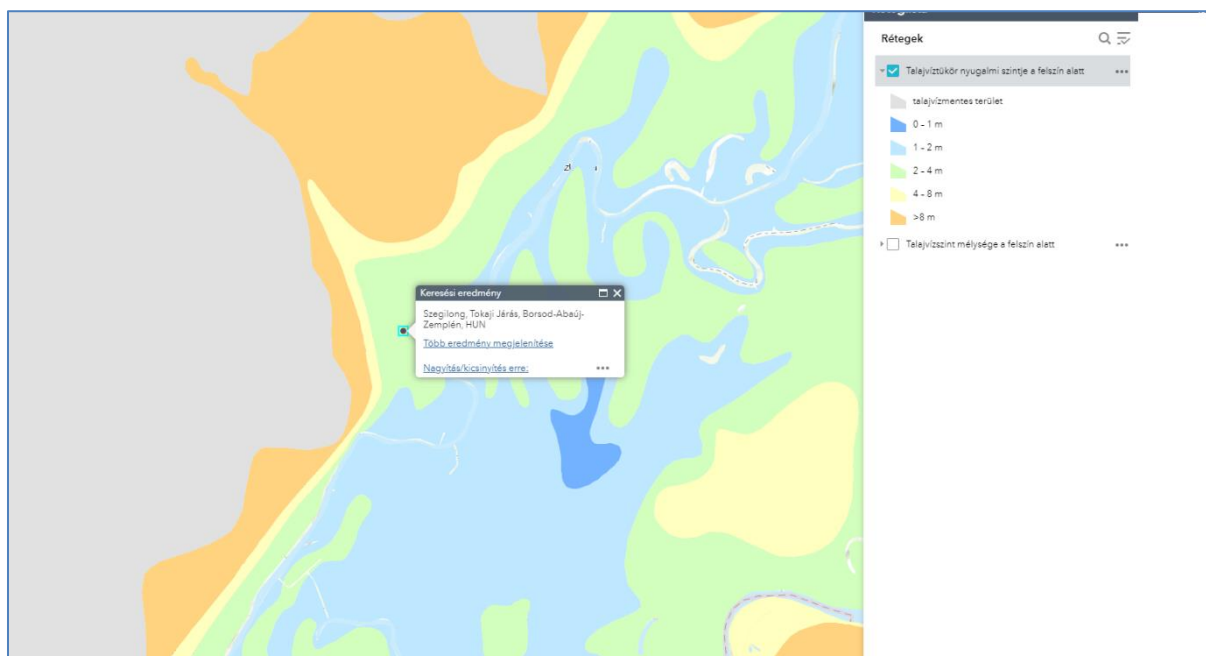 Rétegek
Talajvíztükör nyugalmi szintje a felszín alatt
talajvízmentes terület
0 - 1 m
1 - 2 m
2 - 4 m
4 - 8 m
>8 m
Talajvízszint mélysége a felszín alatt
Keresési eredmény
Szegilong, Tokaji Járás, Borsod-Abaúj-
Zemplén, HUN
Több eredmény megjelenítése
Nagyítás/kicsinyítés erre: